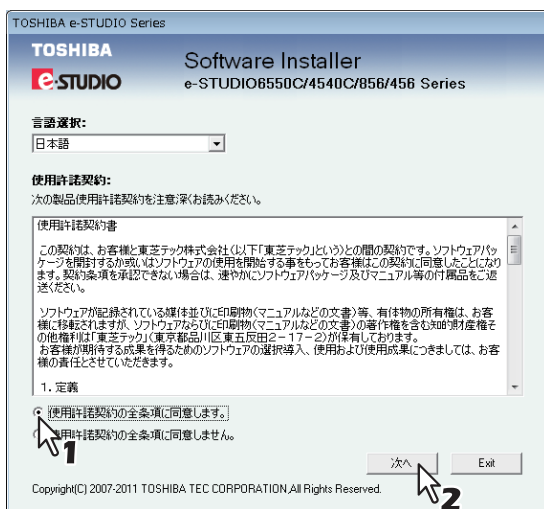 TOSHIBA e-STUDIO Series
TOSHIBA
e-STUDIO
Software Installer
e-STUDIO6550C/4540C/856/456 Series
言語選択:
日本語
使用許諾契約:
次の製品使用許諾契約を注意深くお読みください。
使用許諾契約書
この契約は、お客様と東芝テック株式会社(以下「東芝テック」という)との間の契約です。ソフトウェアパッ
ケージを開封するか或いはソフトウェアの使用を開始する事をもってお客様はこの契約に同意したことになり
ます。契約条項を承認できない場合は、速やかにソフトウェアパッケージ及びマニュアル等の付属品をご返
送ください。
ソフトウェアが記録されている媒体並びに印刷物(マニュアルなどの文書)等、有体物の所有権は、お客
様に移転されますが、ソフトウェアならびに印刷物(マニュアルなどの文書)の著作権を含む知的財産権そ
の他権利は「東芝テック」(東京都品川区東五反田2-17-2)が保有しております。
お客様が期待する成果を得るためのソフトウェアの選択導入、使用および使用成果につきましては、お客
様の責任とさせていただきます。
1. 定義
使用許諾契約の全条項に同意します。
使用許諾契約の全条項に同意しません。
1
次へ
Exit
2
Copyright(C) 2007-2011 TOSHIBA TEC CORPORATION,All Rights Reserved.